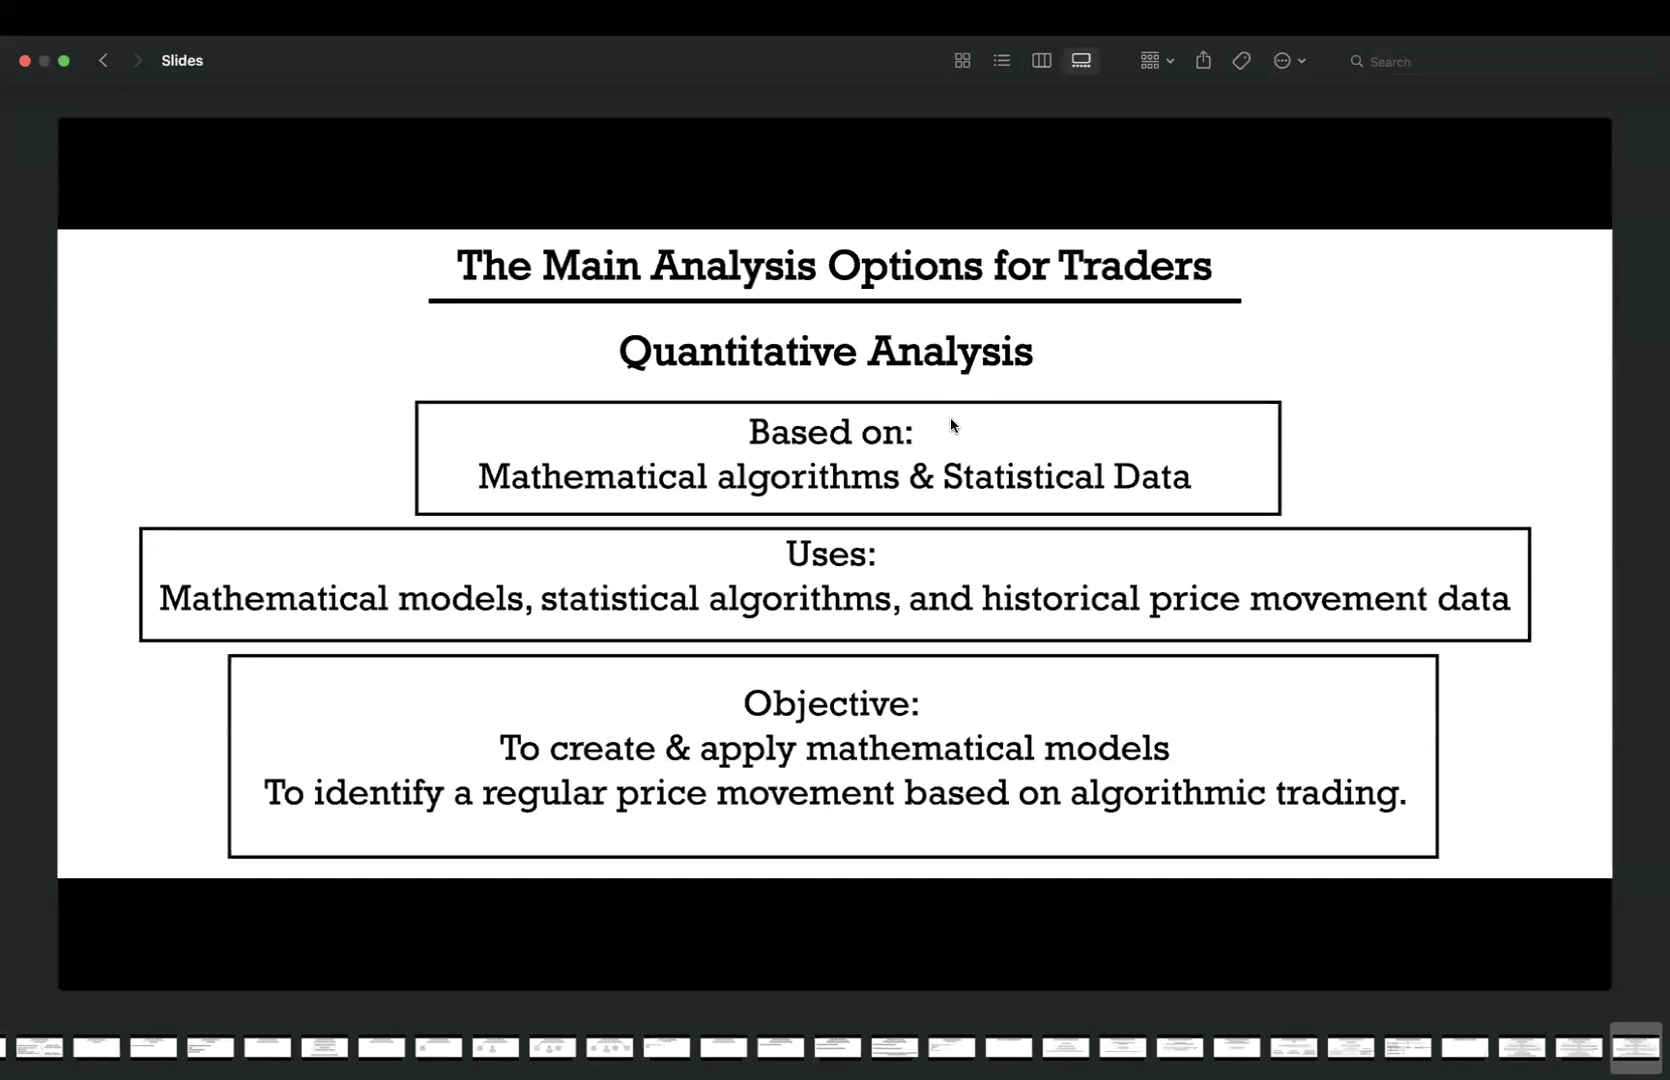 Slides
Search
The Main Analysis Options for Traders
Quantitative Analysis
Based on:
Mathematical algorithms & Statistical Data
Uses:
Mathematical models, statistical algorithms, and historical price movement data
Objective:
To create & apply mathematical models
To identify a regular price movement based on algorithmic trading.